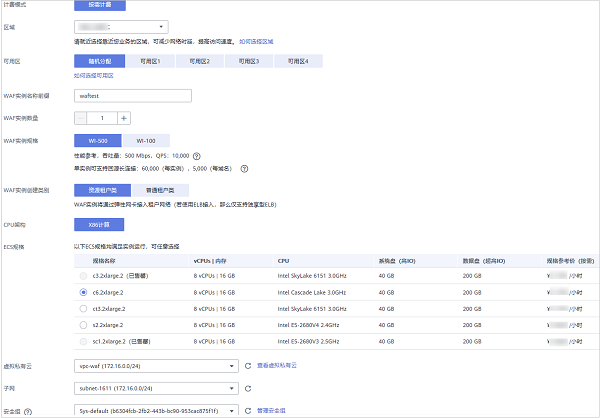 计费模式 按需计费
区域
请就近选择靠近您业务的区域，可减少网络时延，提高访问速度。 如何选择区域
可用区 随机分配 可用区1 可用区2 可用区3 可用区4
如何选择可用区
WAF实例名称前缀 waftest
WAF实例数量 − 1 +
WAF实例规格 WI-500 WI-100
性能参考，吞吐量：500 Mbps，QPS：10,000
单实例可支持回源长连接：60,000（每实例），5,000（每域名）
WAF实例创建类别 资源租户类 普通租户类
WAF实例将通过弹性网卡接入租户网络（若使用ELB接入，那么仅支持独享型ELB）
CPU架构 X86计算
ECS规格 以下ECS规格均满足实例运行，可任意选择
规格名称 vCPUs | 内存 CPU 系统盘（高IO） 数据盘（超高IO） 规格参考价（按需）
c3.2xlarge.2（已售罄） 8 vCPUs | 16 GB Intel SkyLake 6151 3.0GHz 40 GB 200 GB ¥ /小时
c6.2xlarge.2 8 vCPUs | 16 GB Intel Cascade Lake 3.0GHz 40 GB 200 GB ¥ /小时
ct3.2xlarge.2 8 vCPUs | 16 GB Intel SkyLake 6151 3.0GHz 40 GB 200 GB ¥ /小时
s2.2xlarge.2 8 vCPUs | 16 GB Intel E5-2680V4 2.4GHz 40 GB 200 GB ¥ /小时
sc1.2xlarge.2（已售罄） 8 vCPUs | 16 GB Intel E5-2680V3 2.5GHz 40 GB 200 GB ¥ /小时
虚拟私有云 vpc-waf (172.16.0.0/24) 查看虚拟私有云
子网 subnet-1611 (172.16.0.0/24)
安全组 Sys-default (b6304fcb-2fb2-443b-bc90-953cac875f1f) 管理安全组